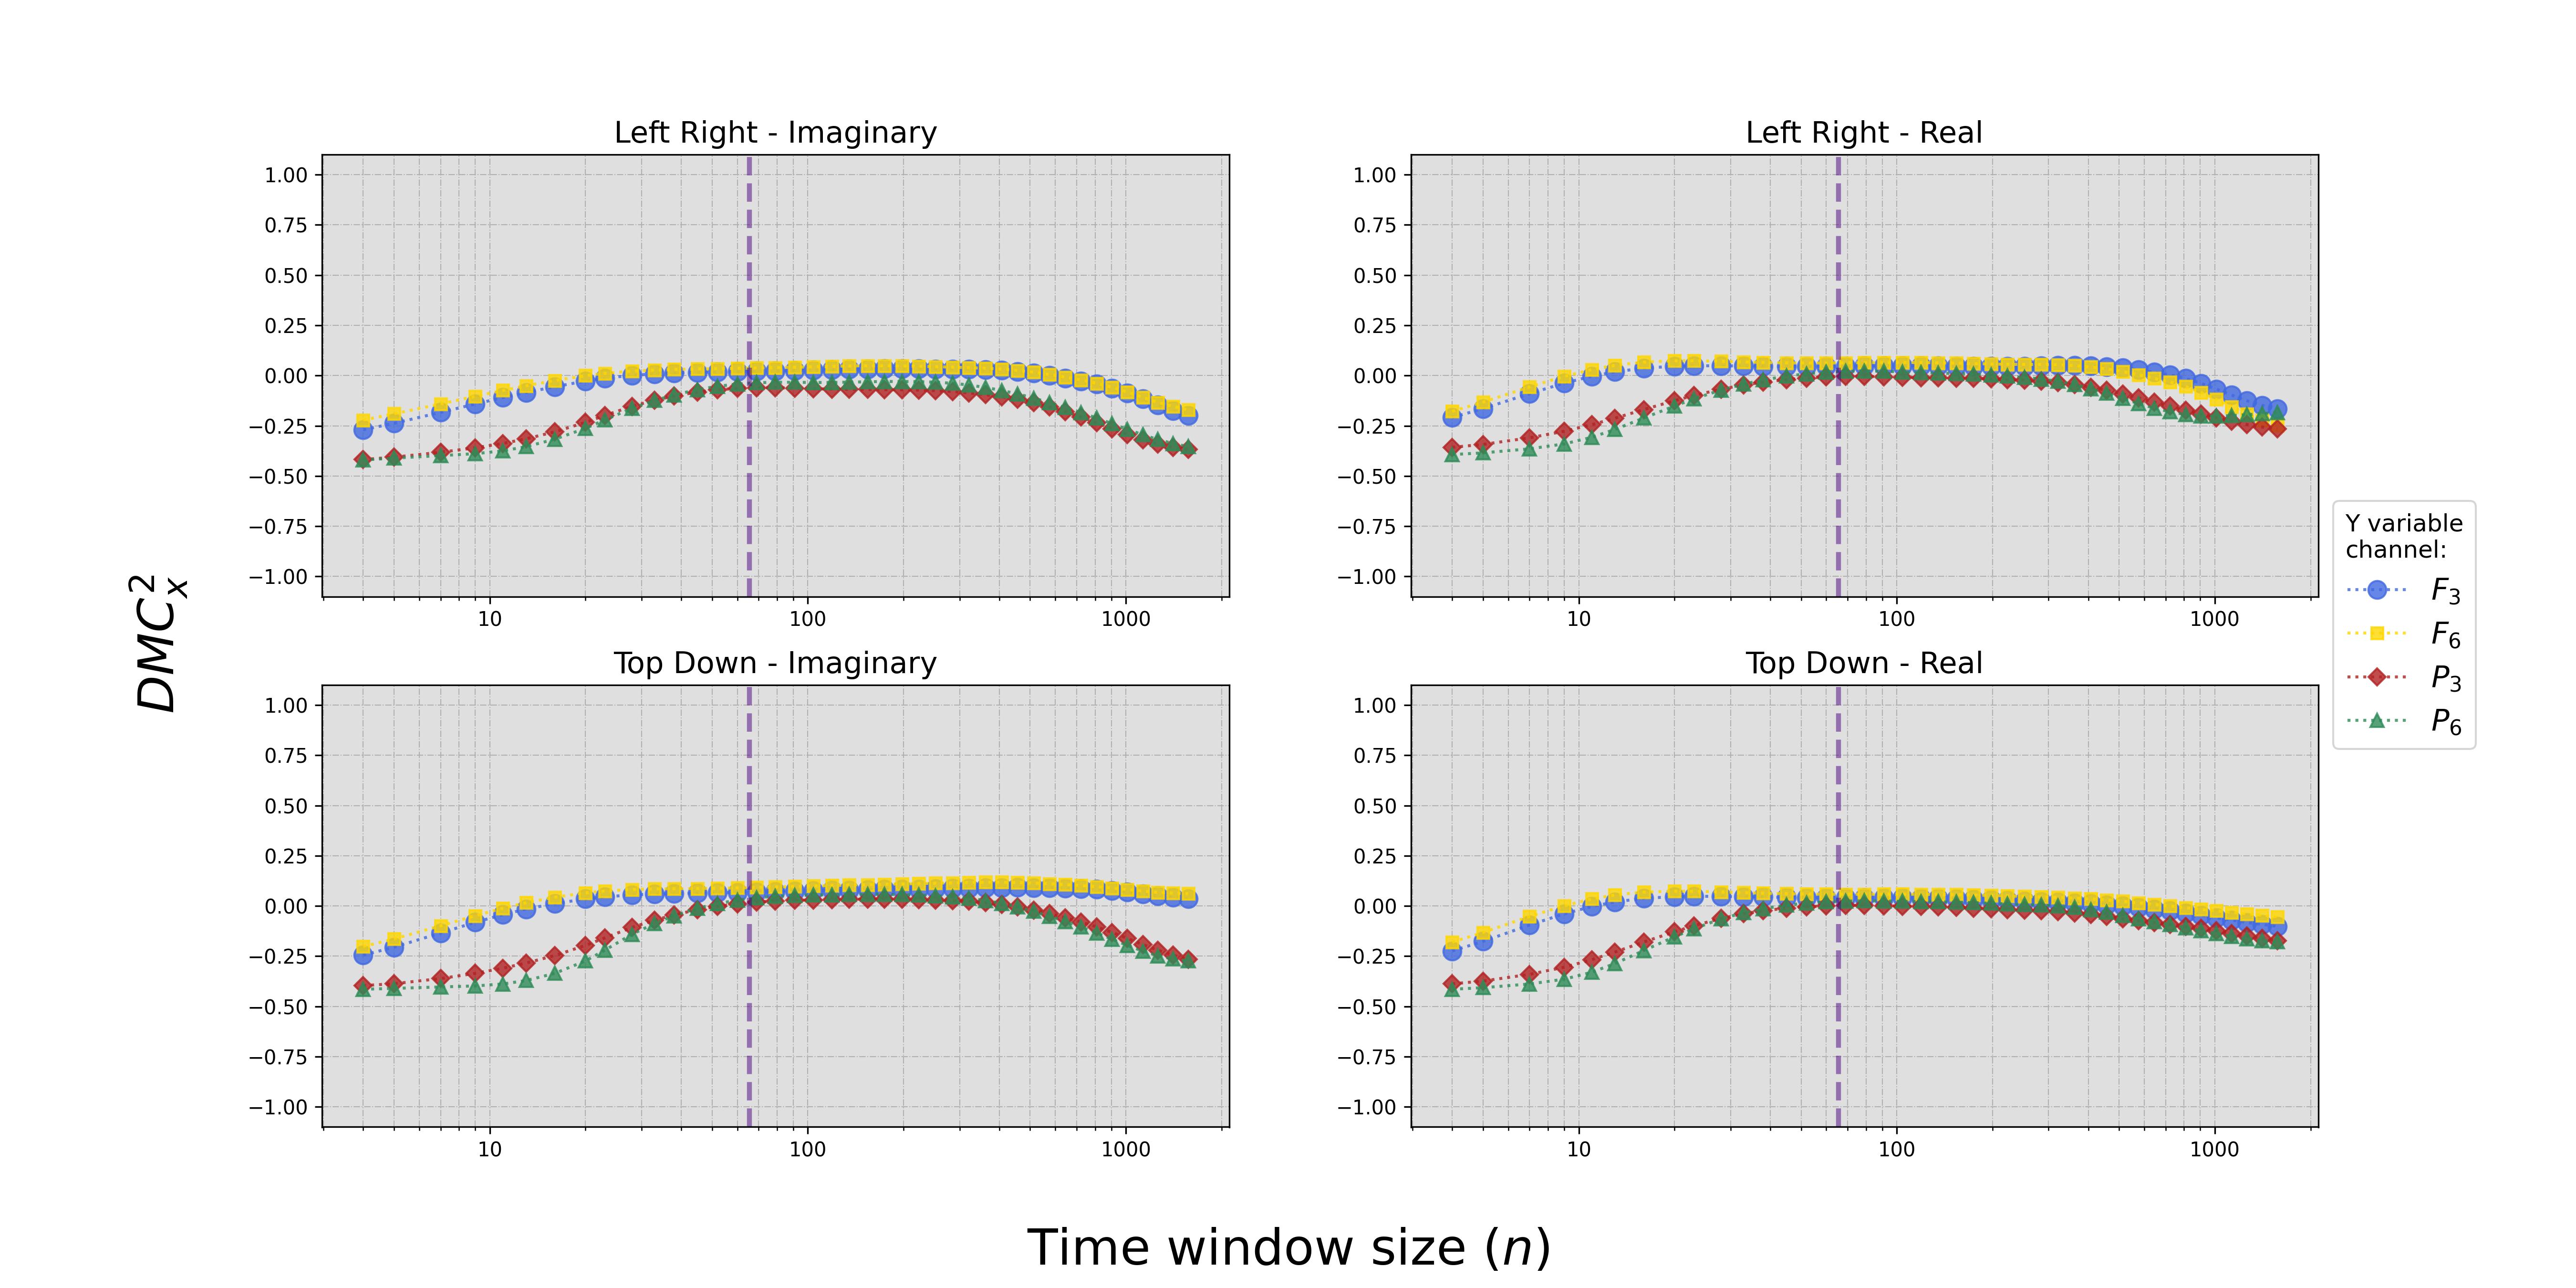 Left Right - Imaginary
1.00
0.75
0.50
0.25
0.00
−0.25
−0.50
−0.75
−1.00
10 100 1000
Left Right - Real
1.00
0.75
0.50
0.25
0.00
−0.25
−0.50
−0.75
−1.00
10 100 1000
Top Down - Imaginary
1.00
0.75
0.50
0.25
0.00
−0.25
−0.50
−0.75
−1.00
10 100 1000
Top Down - Real
1.00
0.75
0.50
0.25
0.00
−0.25
−0.50
−0.75
−1.00
10 100 1000
Y variable
channel:
F₃
F₆
P₃
P₆
DMC²ₓ
Time window size (n)